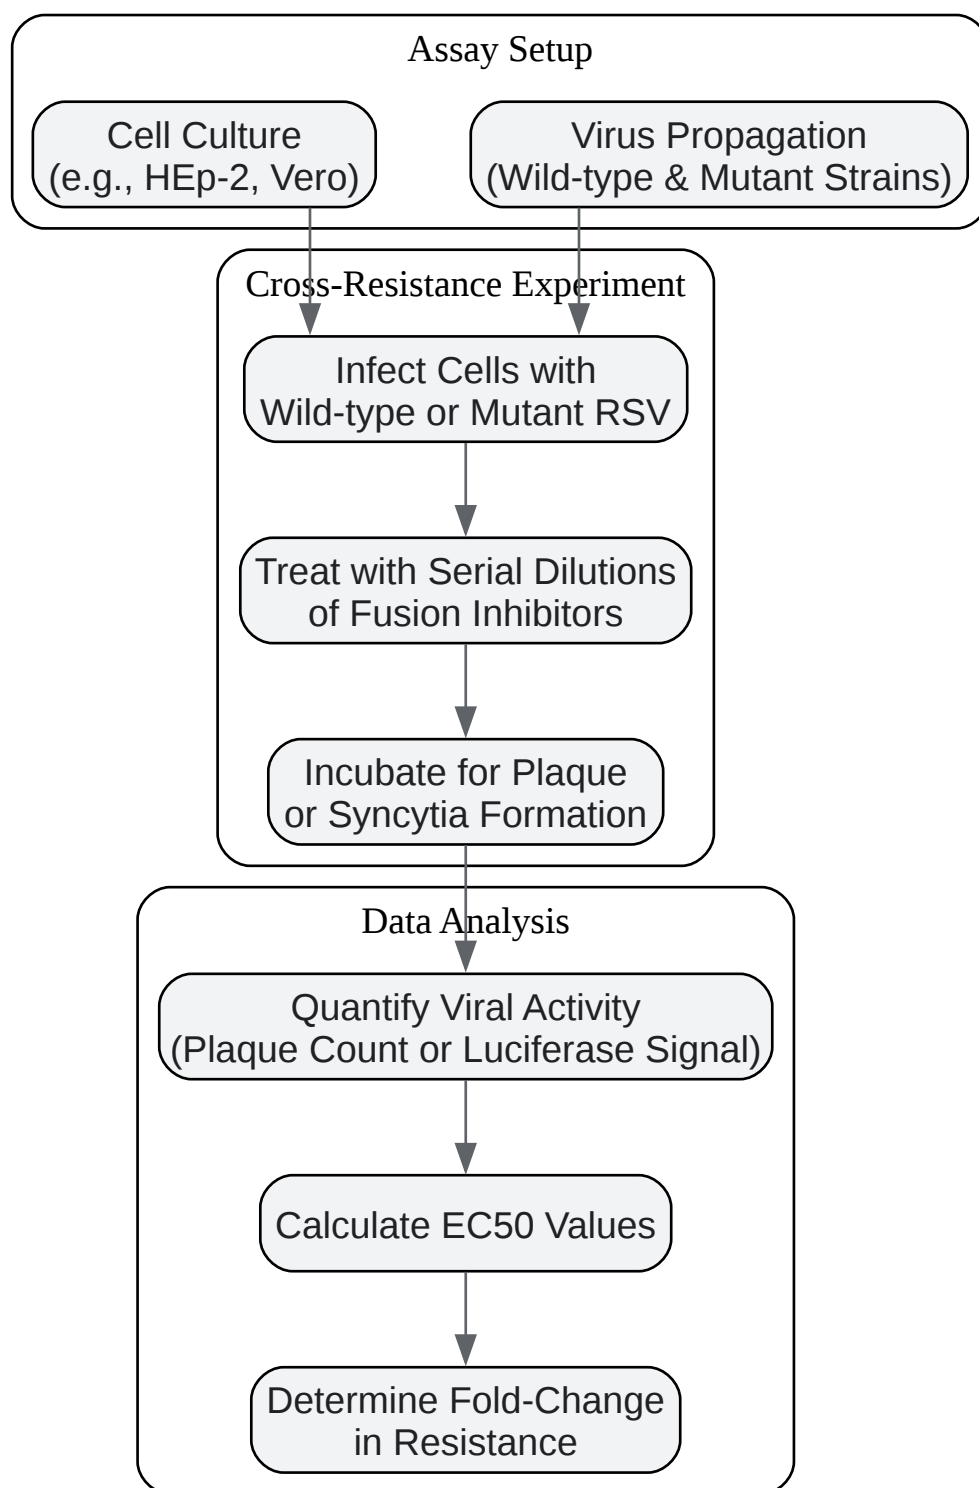 Assay Setup
Cell Culture
(e.g., HEp-2, Vero)
Virus Propagation
(Wild-type & Mutant Strains)
Cross-Resistance Experiment
Infect Cells with
Wild-type or Mutant RSV
Treat with Serial Dilutions
of Fusion Inhibitors
Incubate for Plaque
or Syncytia Formation
Data Analysis
Quantify Viral Activity
(Plaque Count or Luciferase Signal)
Calculate EC50 Values
Determine Fold-Change
in Resistance